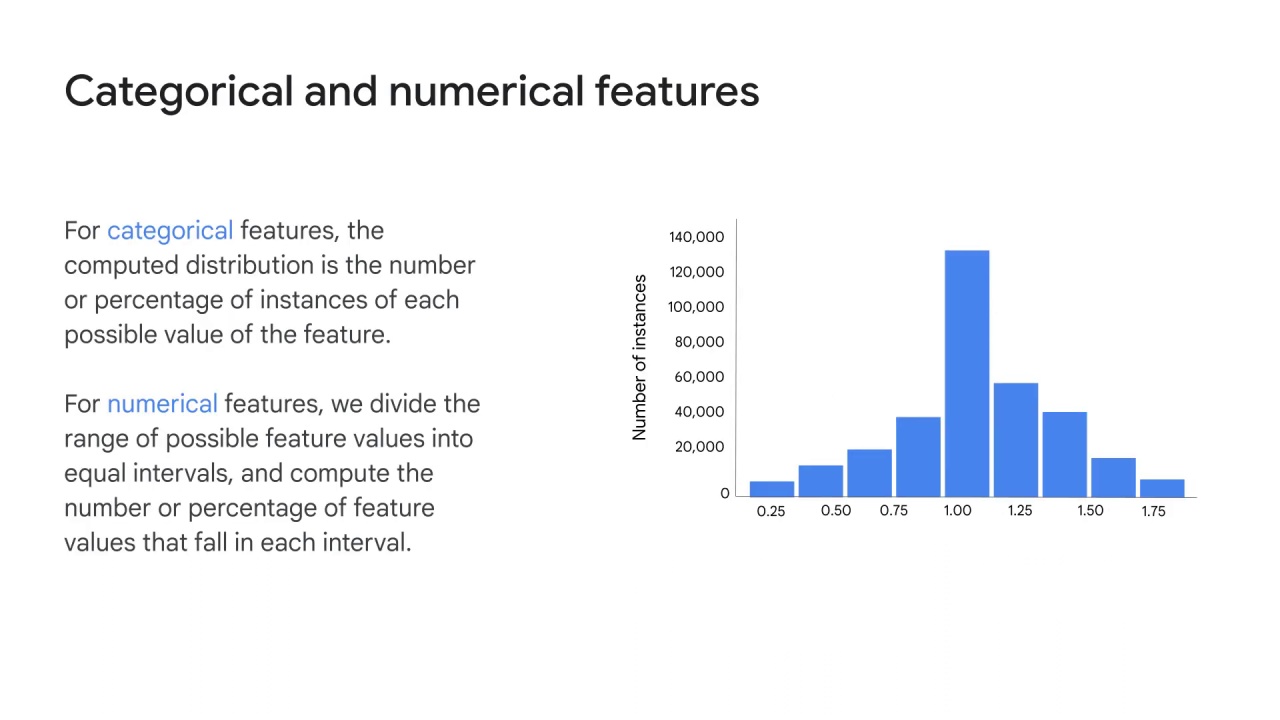 Categorical and numerical features
For categorical features, the
computed distribution is the number
or percentage of instances of each
possible value of the feature.
For numerical features, we divide the
range of possible feature values into
equal intervals, and compute the
number or percentage of feature
values that fall in each interval.
Number of instances
140,000
120,000
100,000
80,000
60,000
40,000
20,000
0
0.25 0.50 0.75 1.00 1.25 1.50 1.75